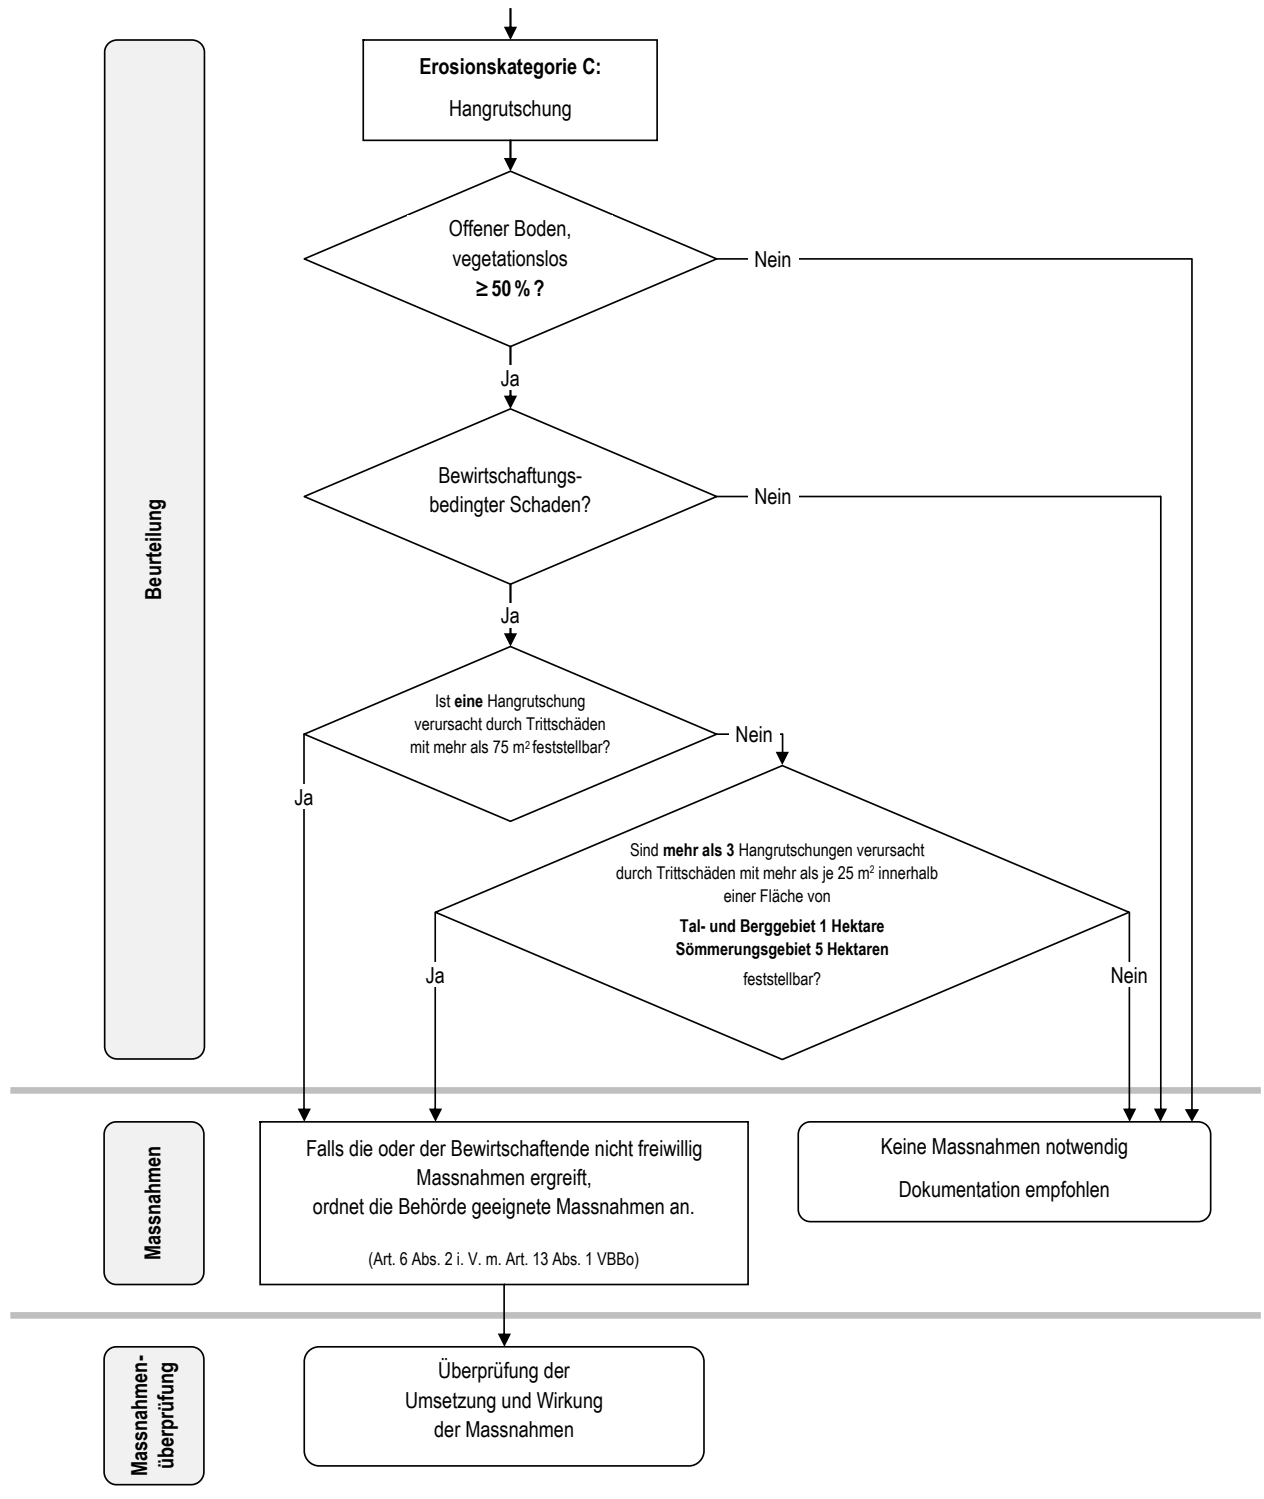 Erosionskategorie C:
Hangrutschung
Offener Boden,
vegetationslos
≥ 50 % ?
Nein
Ja
Bewirtschaftungs-
bedingter Schaden?
Nein
Ja
Ist eine Hangrutschung
verursacht durch Trittschäden
mit mehr als 75 m² feststellbar?
Nein
Ja
Sind mehr als 3 Hangrutschungen verursacht
durch Trittschäden mit mehr als je 25 m² innerhalb
einer Fläche von
Tal- und Berggebiet 1 Hektare
Sömmerungsgebiet 5 Hektaren
feststellbar?
Ja
Nein
Beurteilung
Falls die oder der Bewirtschaftende nicht freiwillig
Massnahmen ergreift,
ordnet die Behörde geeignete Massnahmen an.
(Art. 6 Abs. 2 i. V. m. Art. 13 Abs. 1 VBBo)
Keine Massnahmen notwendig
Dokumentation empfohlen
Massnahmen
Überprüfung der
Umsetzung und Wirkung
der Massnahmen
Massnahmen-
überprüfung